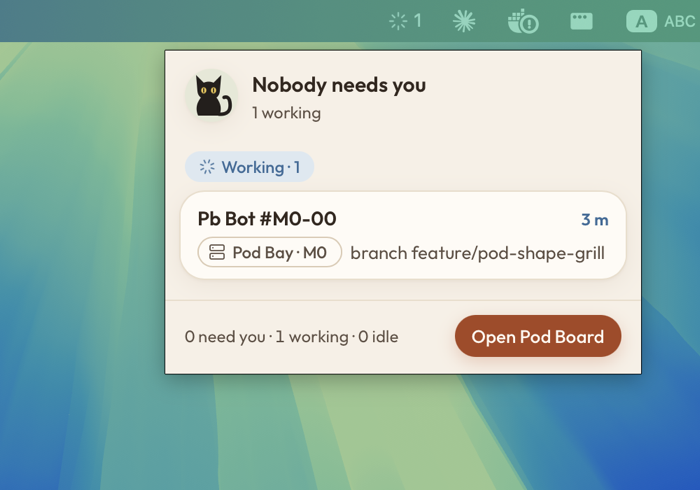 1
A ABC
Nobody needs you
1 working
Working · 1
Pb Bot #M0-00
3 m
Pod Bay · M0
branch feature/pod-shape-grill
0 need you · 1 working · 0 idle
Open Pod Board